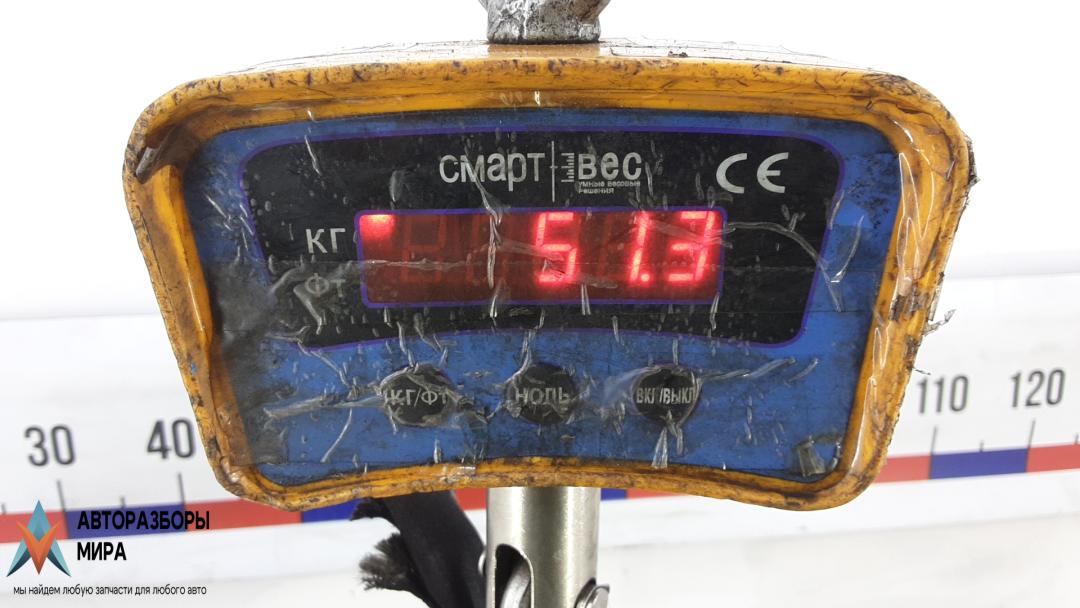 смарт вес
умные весовые
решения
CE
КГ
51.3
ФТ
КГ/ФТ
НОЛЬ
ВКЛ/ВЫКЛ
30
40
110
120
АВТОРАЗБОРЫ
МИРА
мы найдем любую запчасти для любого авто